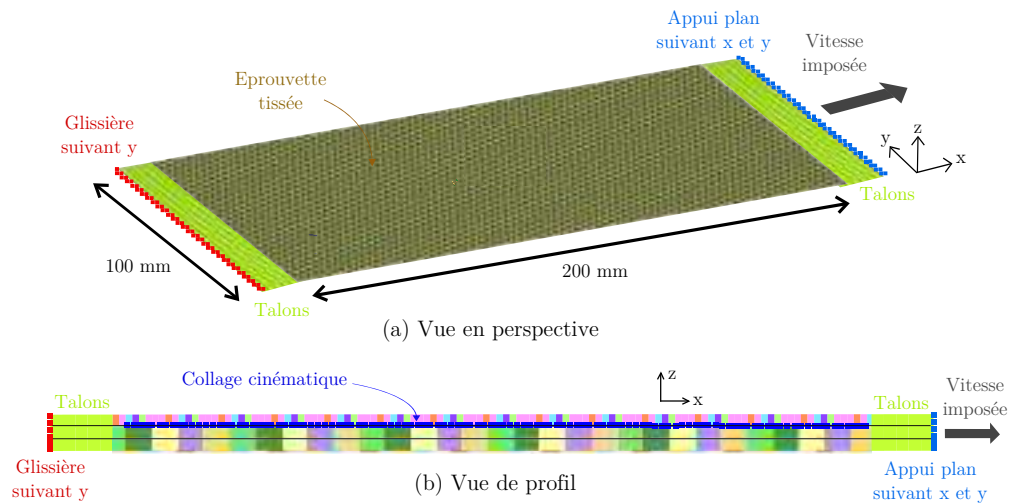 Appui plan
suivant x et y
Vitesse
imposée
Eprouvette
tissée
Glissière
suivant y
z
y
x
Talons
100 mm
200 mm
Talons
(a) Vue en perspective
Collage cinématique
z
x
Talons
Talons
Vitesse
imposée
Glissière
suivant y
(b) Vue de profil
Appui plan
suivant x et y